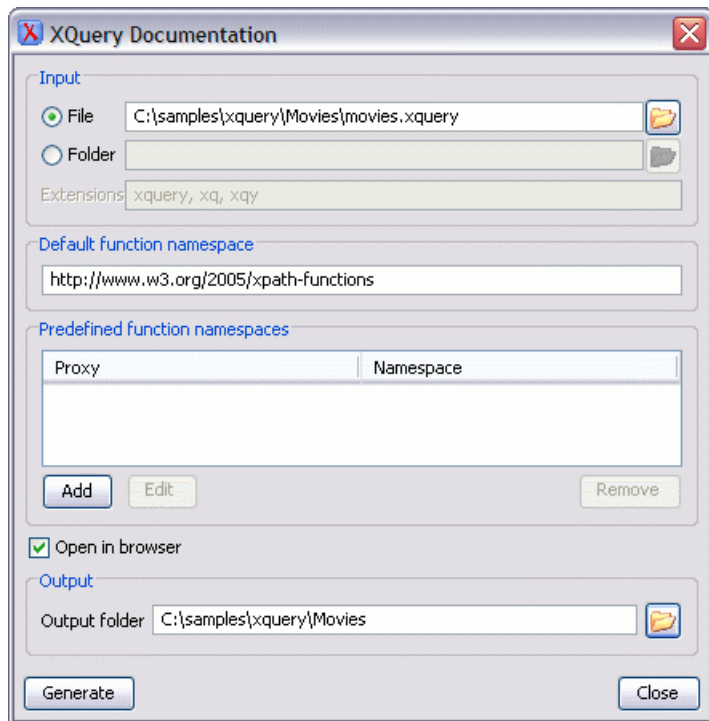 XQuery Documentation
Input
File C:\samples\xquery\Movies\movies.xquery
Folder
Extensions xquery, xq, xqy
Default function namespace
http://www.w3.org/2005/xpath-functions
Predefined function namespaces
Proxy Namespace
Add Edit Remove
Open in browser
Output
Output folder C:\samples\xquery\Movies
Generate Close